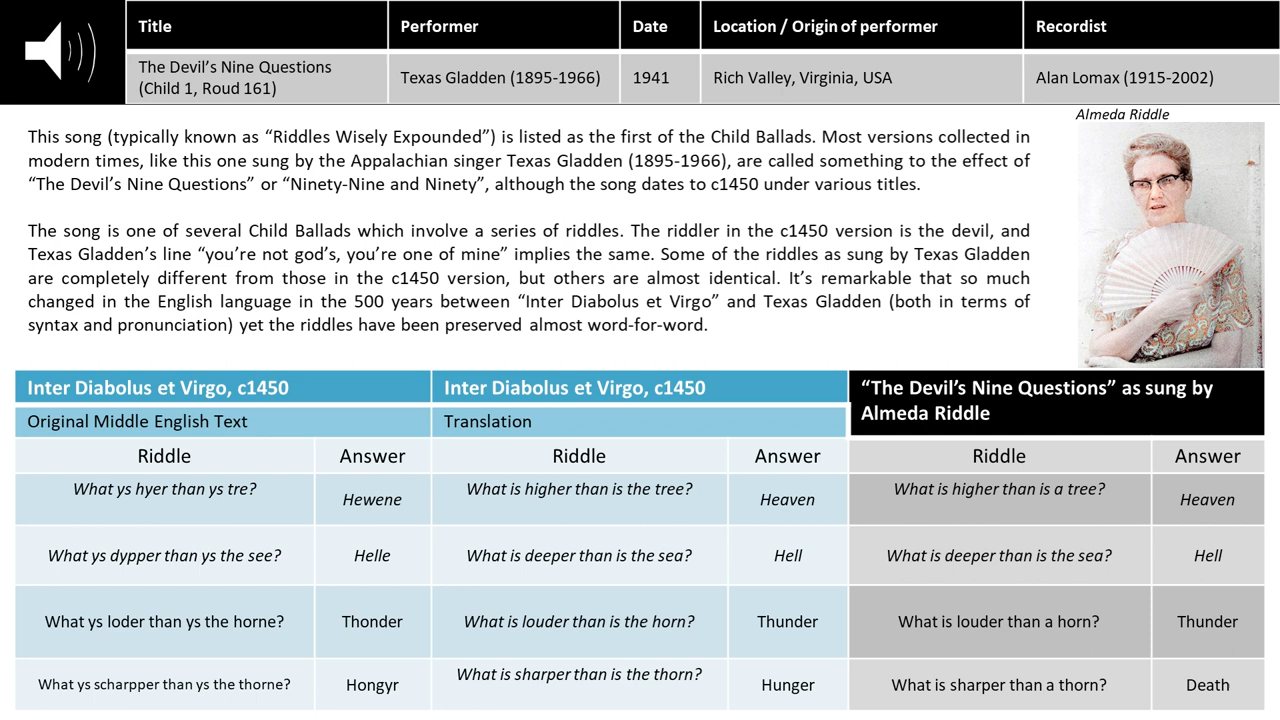 Title Performer Date Location / Origin of performer Recordist
The Devil's Nine Questions
(Child 1, Roud 161) Texas Gladden (1895-1966) 1941 Rich Valley, Virginia, USA Alan Lomax (1915-2002)
Almeda Riddle
This song (typically known as “Riddles Wisely Expounded”) is listed as the first of the Child Ballads. Most versions collected in
modern times, like this one sung by the Appalachian singer Texas Gladden (1895-1966), are called something to the effect of
“The Devil's Nine Questions” or “Ninety-Nine and Ninety”, although the song dates to c1450 under various titles.
The song is one of several Child Ballads which involve a series of riddles. The riddler in the c1450 version is the devil, and
Texas Gladden's line “you're not god's, you're one of mine” implies the same. Some of the riddles as sung by Texas Gladden
are completely different from those in the c1450 version, but others are almost identical. It's remarkable that so much
changed in the English language in the 500 years between “Inter Diabolus et Virgo” and Texas Gladden (both in terms of
syntax and pronunciation) yet the riddles have been preserved almost word-for-word.
Inter Diabolus et Virgo, c1450 Inter Diabolus et Virgo, c1450 “The Devil's Nine Questions” as sung by
Almeda Riddle
Original Middle English Text Translation
Riddle Answer Riddle Answer Riddle Answer
What ys hyer than ys tre? Hewene What is higher than is the tree? Heaven What is higher than is a tree? Heaven
What ys dypper than ys the see? Helle What is deeper than is the sea? Hell What is deeper than is the sea? Hell
What ys loder than ys the horne? Thonder What is louder than is the horn? Thunder What is louder than a horn? Thunder
What ys scharpper than ys the thorne? Hongyr What is sharper than is the thorn? Hunger What is sharper than a thorn? Death